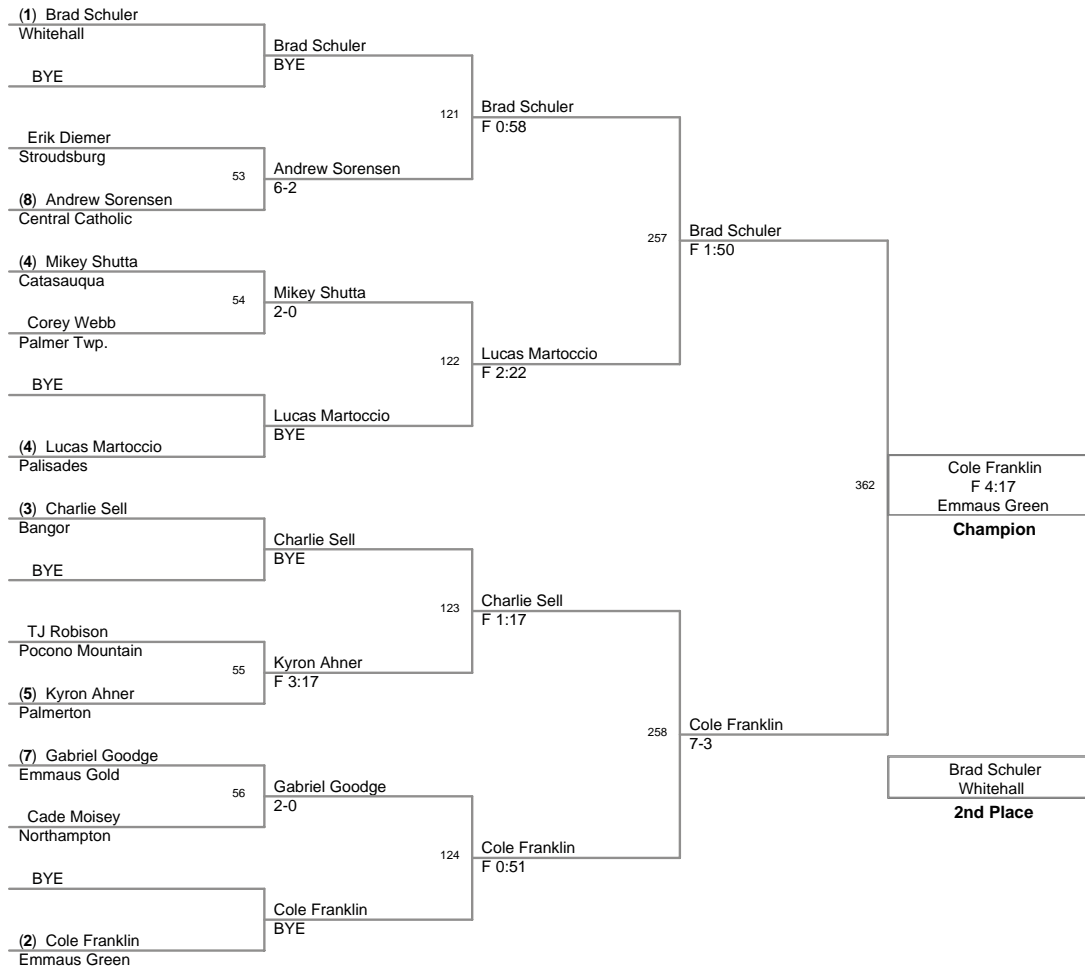 (1) Brad Schuler
Whitehall
BYE
Erik Diemer
Stroudsburg
(8) Andrew Sorensen
Central Catholic
(4) Mikey Shutta
Catasauqua
Corey Webb
Palmer Twp.
BYE
(4) Lucas Martoccio
Palisades
(3) Charlie Sell
Bangor
BYE
TJ Robison
Pocono Mountain
(5) Kyron Ahner
Palmerton
(7) Gabriel Goodge
Emmaus Gold
Cade Moisey
Northampton
BYE
(2) Cole Franklin
Emmaus Green
53
54
55
56
Brad Schuler
BYE
Andrew Sorensen
6-2
Mikey Shutta
2-0
Lucas Martoccio
BYE
Charlie Sell
BYE
Kyron Ahner
F 3:17
Gabriel Goodge
2-0
Cole Franklin
BYE
121
122
123
124
Brad Schuler
F 0:58
Lucas Martoccio
F 2:22
Charlie Sell
F 1:17
Cole Franklin
F 0:51
257
258
Brad Schuler
F 1:50
Cole Franklin
7-3
362
Cole Franklin
F 4:17
Emmaus Green
Champion
Brad Schuler
Whitehall
2nd Place